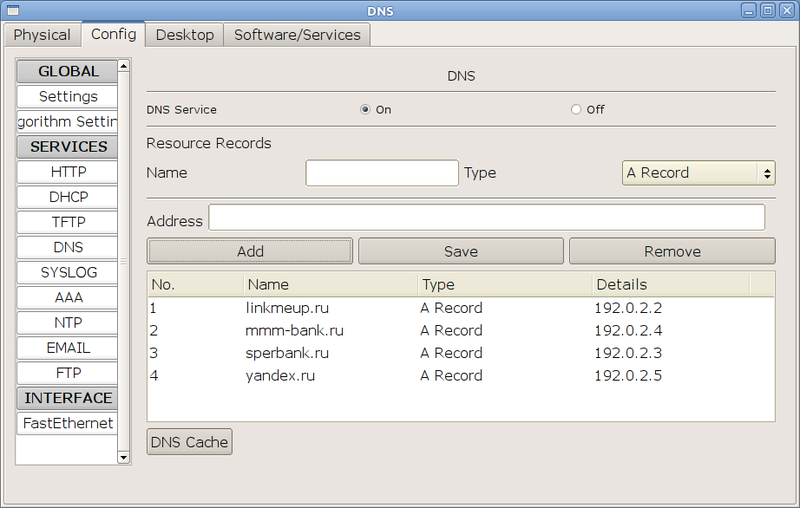 DNS
Physical Config Desktop Software/Services
GLOBAL
Settings
gorithm Settin
SERVICES
HTTP
DHCP
TFTP
DNS
SYSLOG
AAA
NTP
EMAIL
FTP
INTERFACE
FastEthernet
DNS
DNS Service On Off
Resource Records
Name Type A Record
Address
Add Save Remove
No. Name Type Details
1 linkmeup.ru A Record 192.0.2.2
2 mmm-bank.ru A Record 192.0.2.4
3 sperbank.ru A Record 192.0.2.3
4 yandex.ru A Record 192.0.2.5
DNS Cache